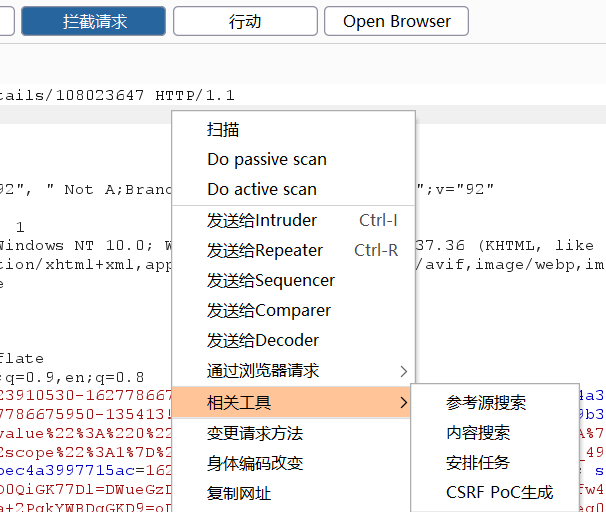 拦截请求 行动 Open Browser
tails/108023647 HTTP/1.1
扫描
Do passive scan
92", " Not A;Branc ";v="92"
Do active scan
1 发送给Intruder Ctrl-I
Windows NT 10.0; W 发送给Repeater Ctrl-R 37.36 (KHTML, like
tion/xhtml+xml,app /avif,image/webp,im
e 发送给Sequencer
发送给Comparer
发送给Decoder
flate
;q=0.9,en;q=0.8 通过浏览器请求
23910530-162778667 相关工具 参考源搜索
7786675950-135413! 变更请求方法 内容搜索
value%22%3A%220%22
2scope%22%3A1%7D%2 身体编码改变 安排任务
pec4a3997715ac=162
复制网址 CSRF PoC生成